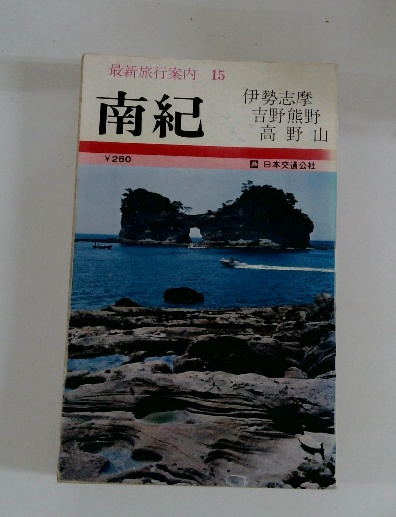 最新旅行案内 15
南紀
伊勢志摩
吉野熊野
高野山
¥280
日本交通公社